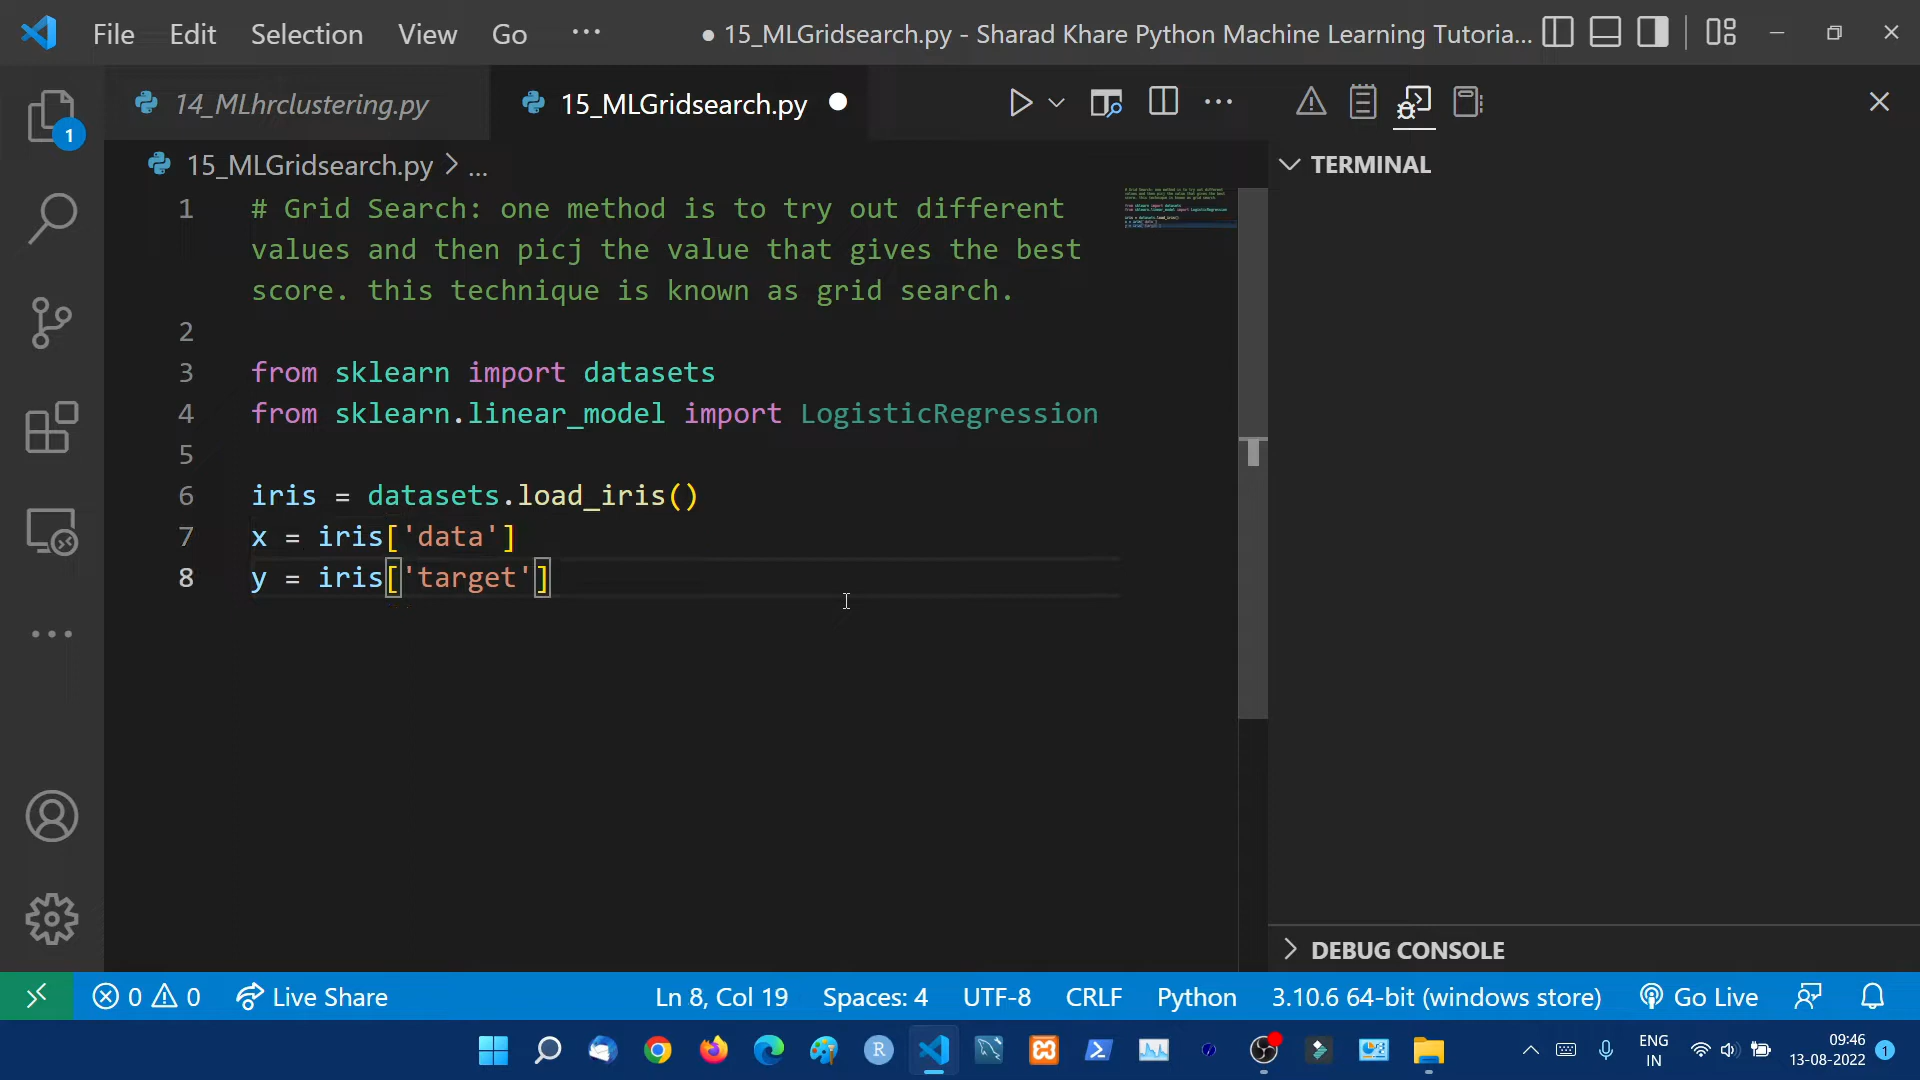 File Edit Selection View Go ··· ● 15_MLGridsearch.py - Sharad Khare Python Machine Learning Tutoria...
14_MLhrclustering.py 15_MLGridsearch.py
15_MLGridsearch.py > ...
TERMINAL
1 # Grid Search: one method is to try out different
values and then picj the value that gives the best
score. this technique is known as grid search.
2
3 from sklearn import datasets
4 from sklearn.linear_model import LogisticRegression
5
6 iris = datasets.load_iris()
7 x = iris['data']
8 y = iris['target']
1
DEBUG CONSOLE
0 0 Live Share Ln 8, Col 19 Spaces: 4 UTF-8 CRLF Python 3.10.6 64-bit (windows store) Go Live
R
ENG
IN
09:46
13-08-2022
1